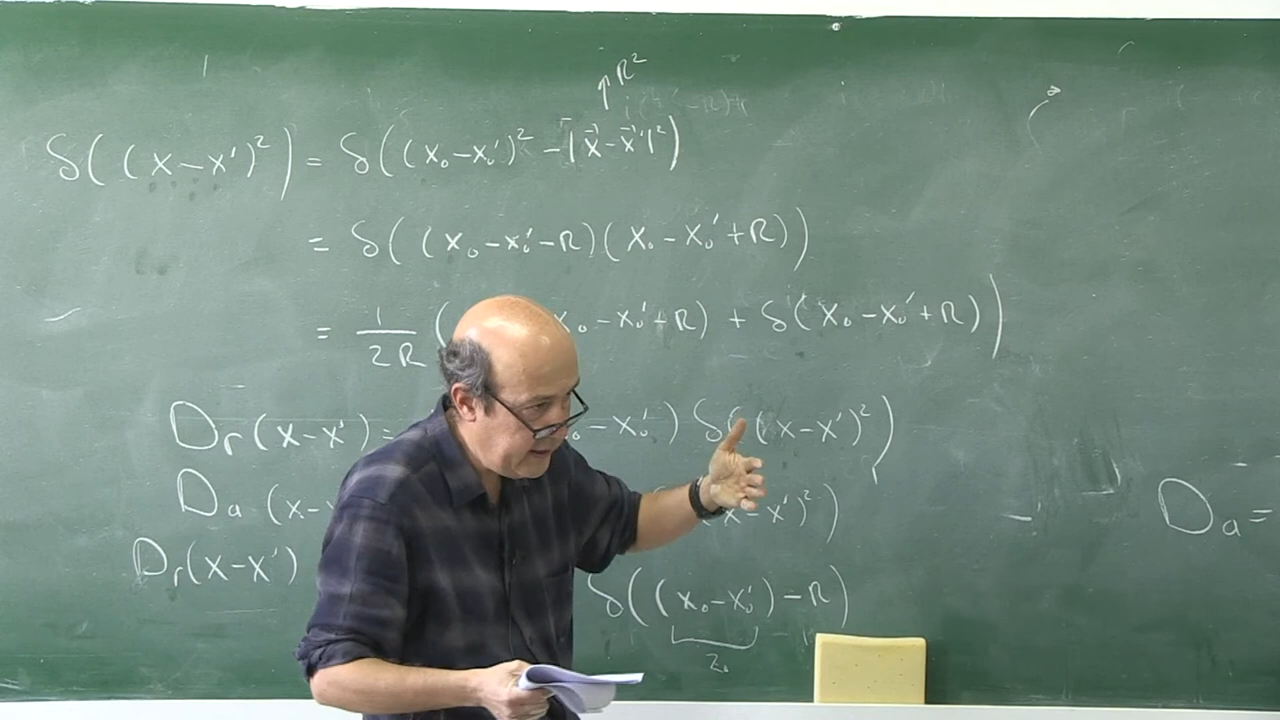 ↑R²
δ((x-x')²) = δ((x₀-x₀')² - |x⃗-x⃗'|²)
= δ((x₀-x₀'-R)(x₀-x₀'+R))
= 1/2R ( x₀-x₀'+R) + δ(x₀-x₀'+R))
Dr(x-x') = ₀-x₀') δ((x-x')²)
Da (x- (x-x')²)
Da =
Dr(x-x') δ((x₀-x₀')-R)
z₀